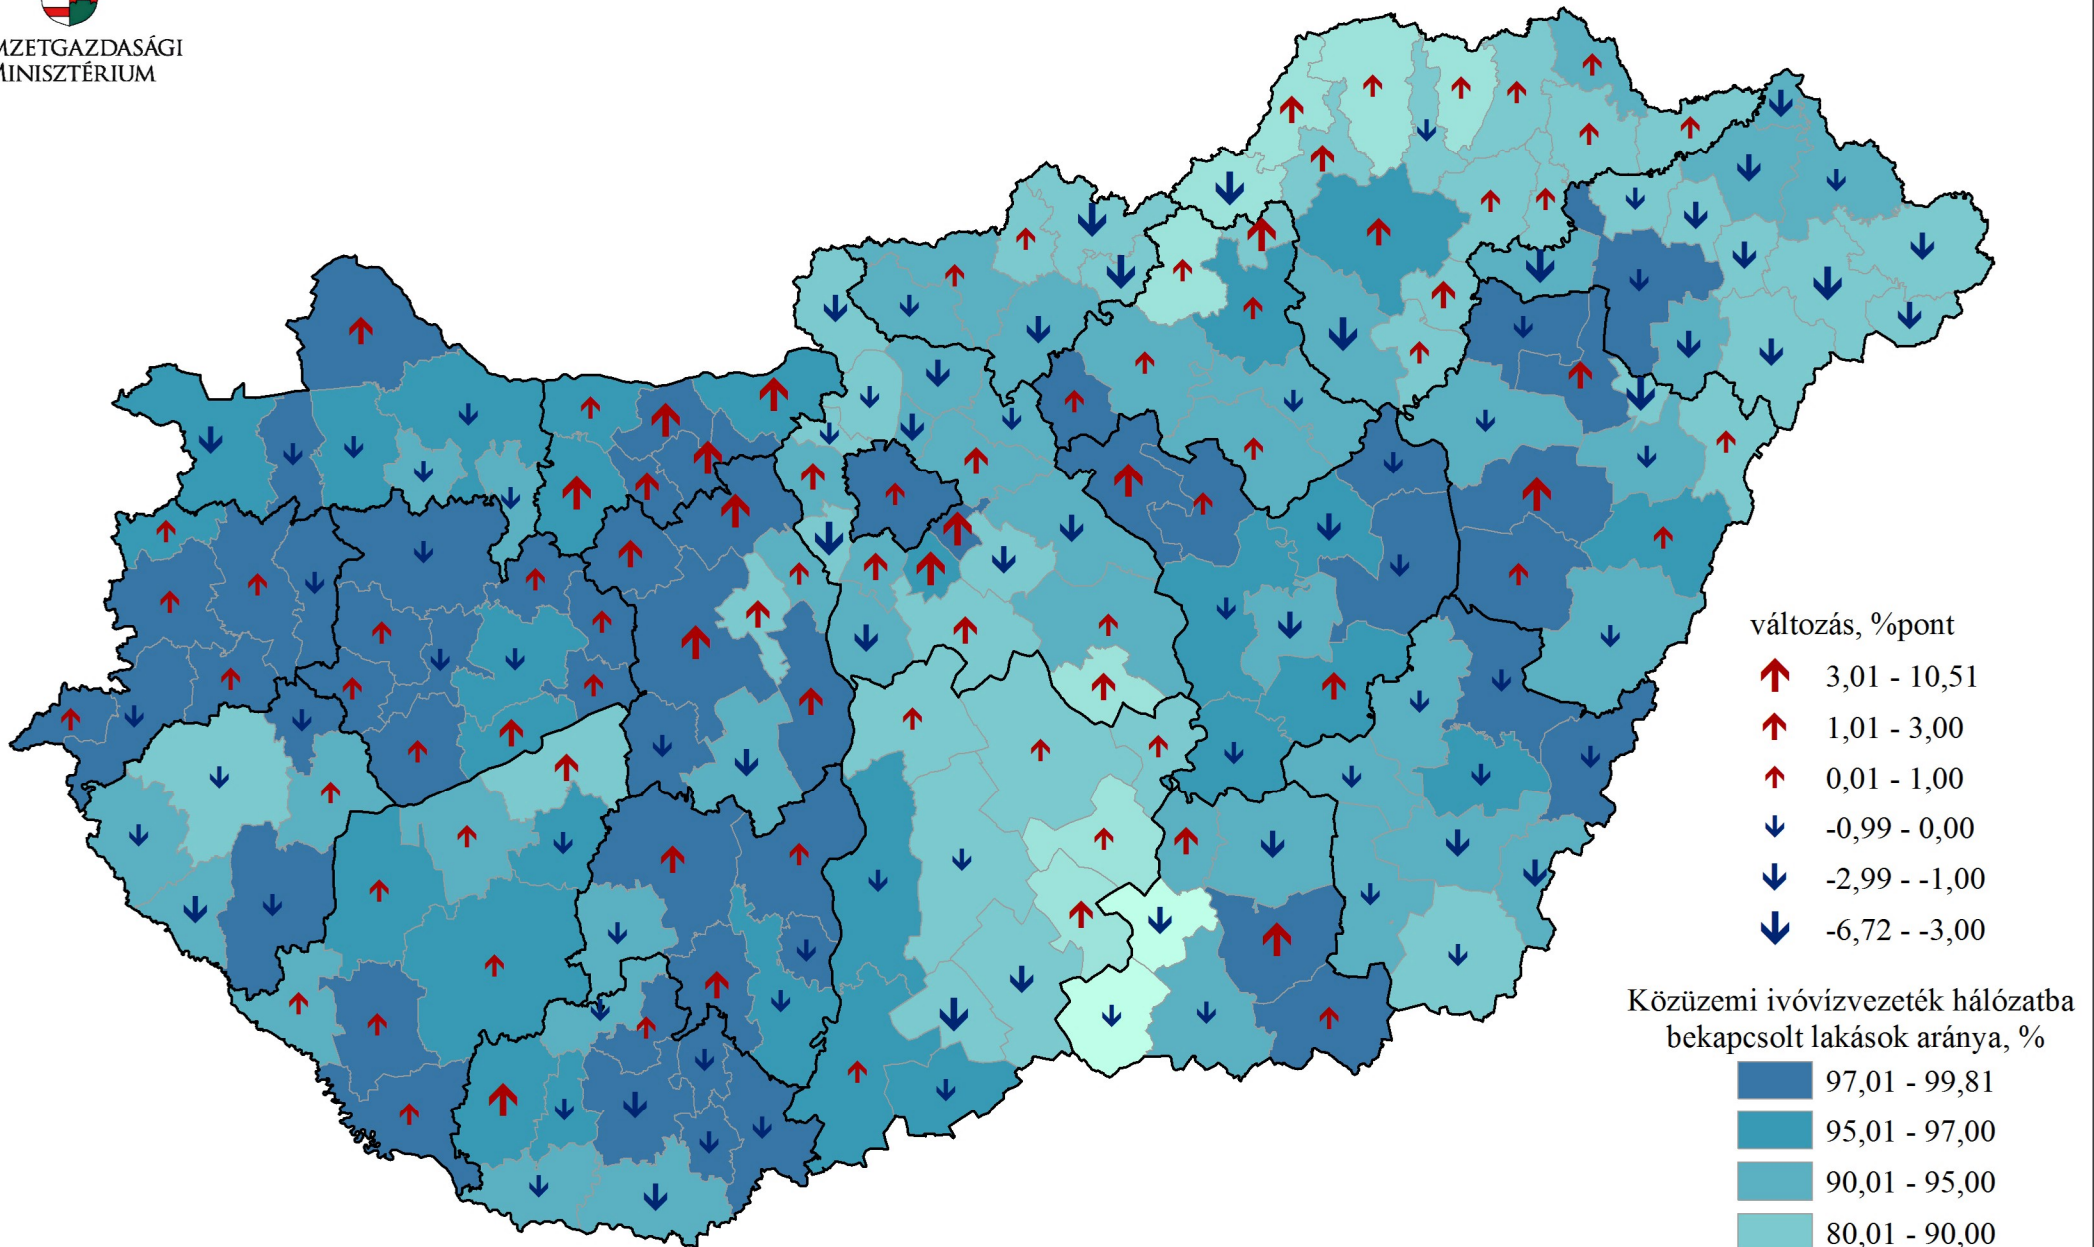 MINISZTÉRIUM
változás, %pont
3,01 - 10,51
1,01 - 3,00
0,01 - 1,00
-0,99 - 0,00
-2,99 - -1,00
-6,72 - -3,00
Közüzemi ivóvízvezeték hálózatba
bekapcsolt lakások aránya, %
97,01 - 99,81
95,01 - 97,00
90,01 - 95,00
80,01 - 90,00